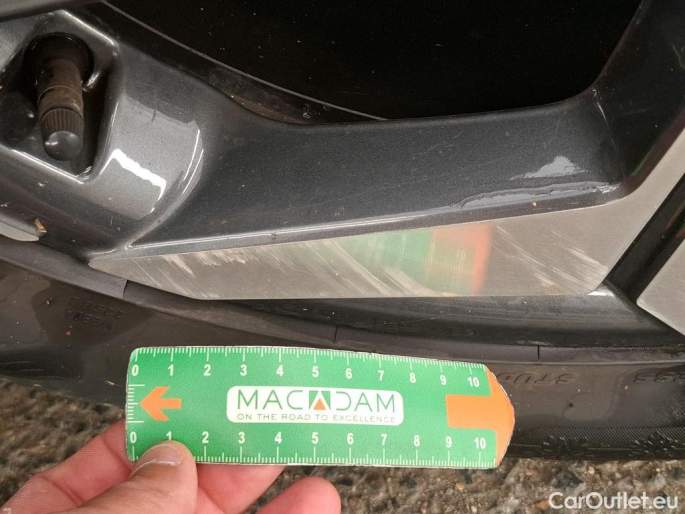 0 1 2 3 4 5 6 7 8 9 10
MACADAM
ON THE ROAD TO EXCELLENCE
0 1 2 3 4 5 6 7 8 9 10
CarOutlet.eu